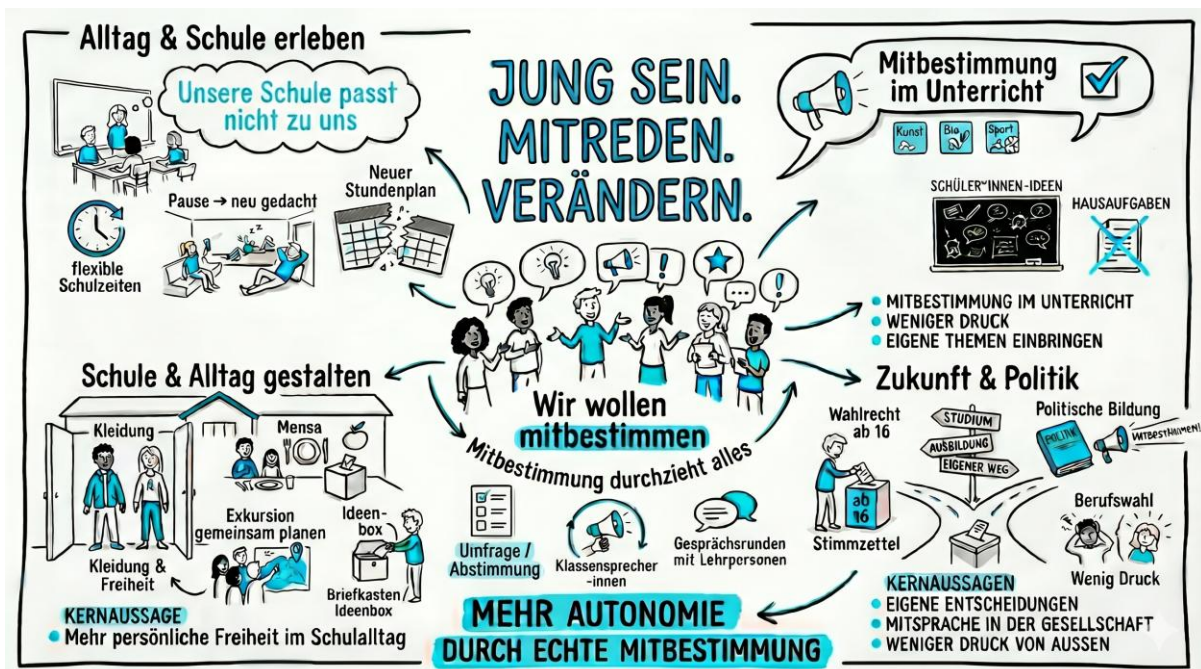 Alltag & Schule erleben
Unsere Schule passt
nicht zu uns
flexible
Schulzeiten
Pause → neu gedacht
zz
Neuer
Stundenplan
JUNG SEIN.
MITREDEN.
VERÄNDERN.
Mitbestimmung
im Unterricht
Kunst
Bio
Sport
SCHÜLER*INNEN-IDEEN
HAUSAUFGABEN
• MITBESTIMMUNG IM UNTERRICHT
• WENIGER DRUCK
• EIGENE THEMEN EINBRINGEN
Wir wollen
mitbestimmen
Mitbestimmung durchzieht alles
Umfrage /
Abstimmung
Klassensprecher
-innen
Gesprächsrunden
mit Lehrpersonen
Schule & Alltag gestalten
Kleidung
Mensa
Kleidung &
Freiheit
Exkursion
gemeinsam planen
Ideen-
box
Briefkasten/
Ideenbox
KERNAUSSAGE
• Mehr persönliche Freiheit im Schulalltag
Zukunft & Politik
Wahlrecht
ab 16
ab
16
Stimmzettel
STUDIUM
AUSBILDUNG
EIGENER WEG
Politische Bildung
POLITIK
Berufswahl
Wenig Druck
KERNAUSSAGEN
• EIGENE ENTSCHEIDUNGEN
• MITSPRACHE IN DER GESELLSCHAFT
• WENIGER DRUCK VON AUSSEN
MEHR AUTONOMIE
DURCH ECHTE MITBESTIMMUNG